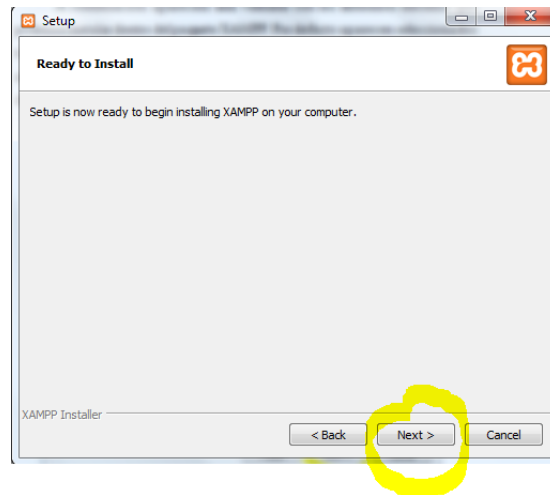 Setup
Ready to Install
Setup is now ready to begin installing XAMPP on your computer.
XAMPP Installer
< Back Next > Cancel